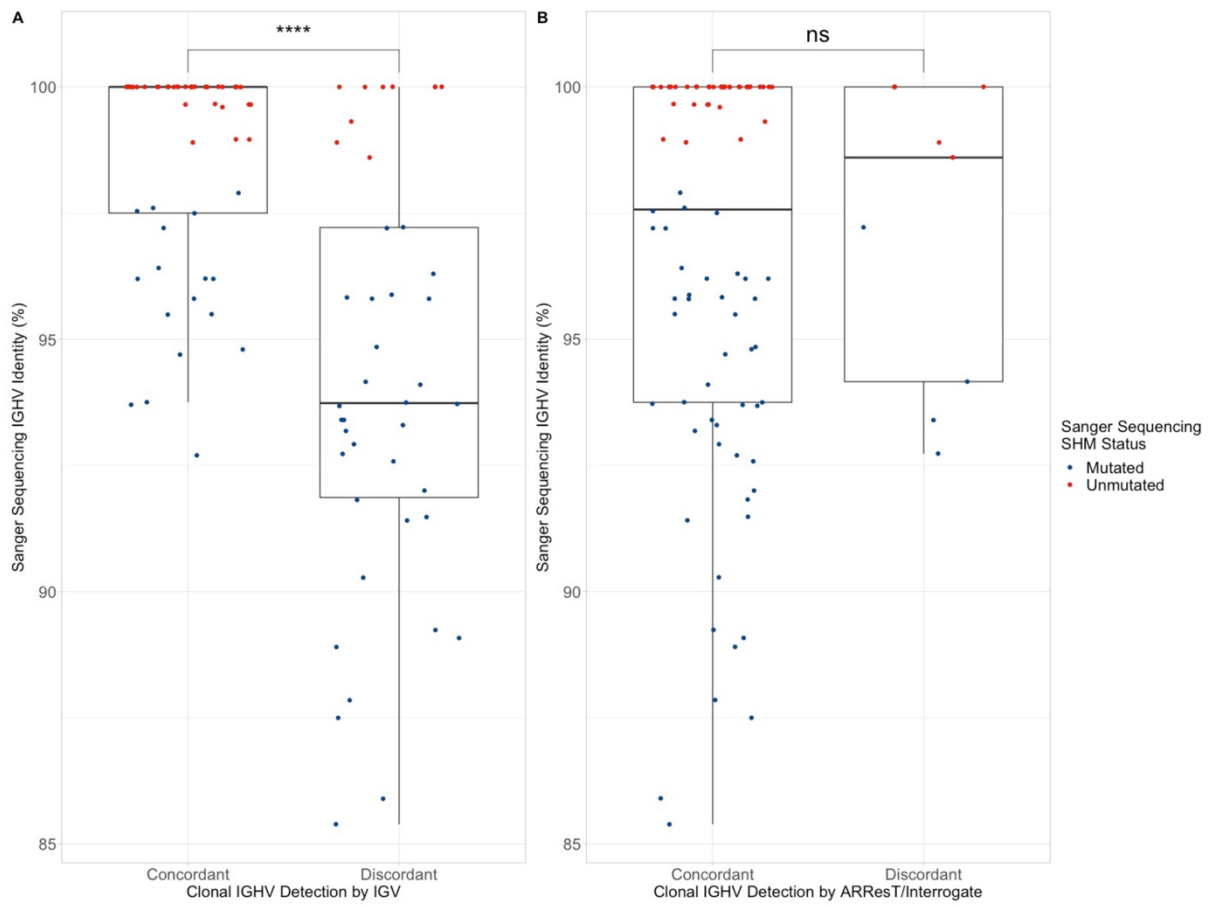 A
****
100
95
90
85
Sanger Sequencing IGHV Identity (%)
Concordant
Discordant
Clonal IGHV Detection by IGV
B
ns
100
95
90
85
Sanger Sequencing IGHV Identity (%)
Concordant
Discordant
Clonal IGHV Detection by ARResT/Interrogate
Sanger Sequencing
SHM Status
Mutated
Unmutated